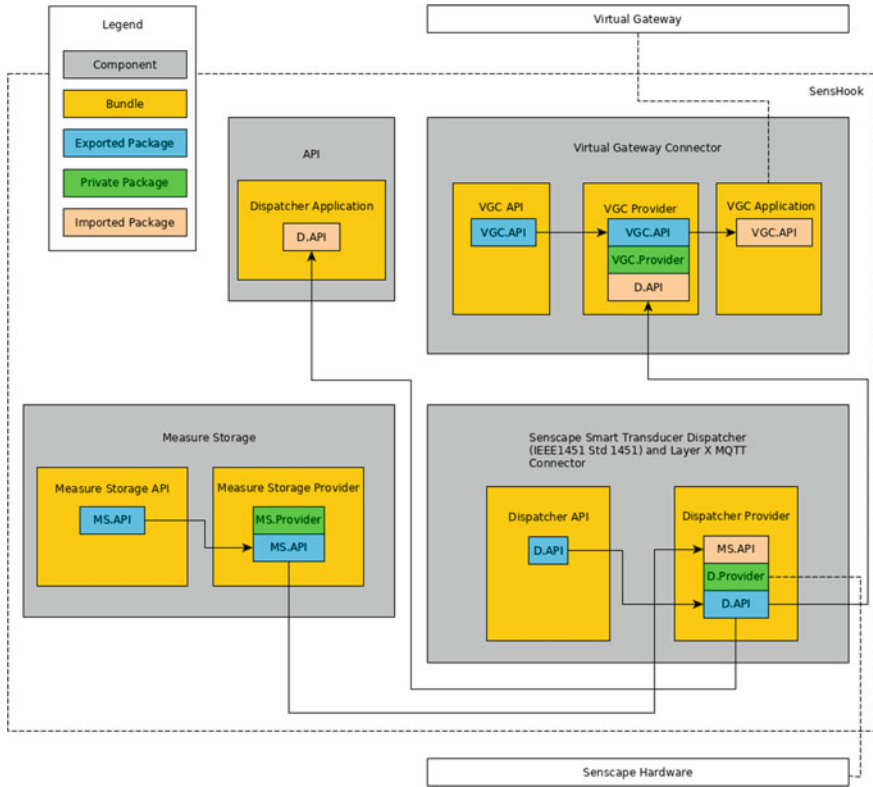 Legend
Component
Bundle
Exported Package
Private Package
Imported Package
Virtual Gateway
SensHook
API
Dispatcher Application
D.API
Virtual Gateway Connector
VGC API
VGC.API
VGC Provider
VGC.API
VGC.Provider
D.API
VGC Application
VGC.API
Measure Storage
Measure Storage API
MS.API
Measure Storage Provider
MS.Provider
MS.API
Senscape Smart Transducer Dispatcher
(IEEE1451 Std 1451) and Layer X MQTT
Connector
Dispatcher API
D.API
Dispatcher Provider
MS.API
D.Provider
D.API
Senscape Hardware